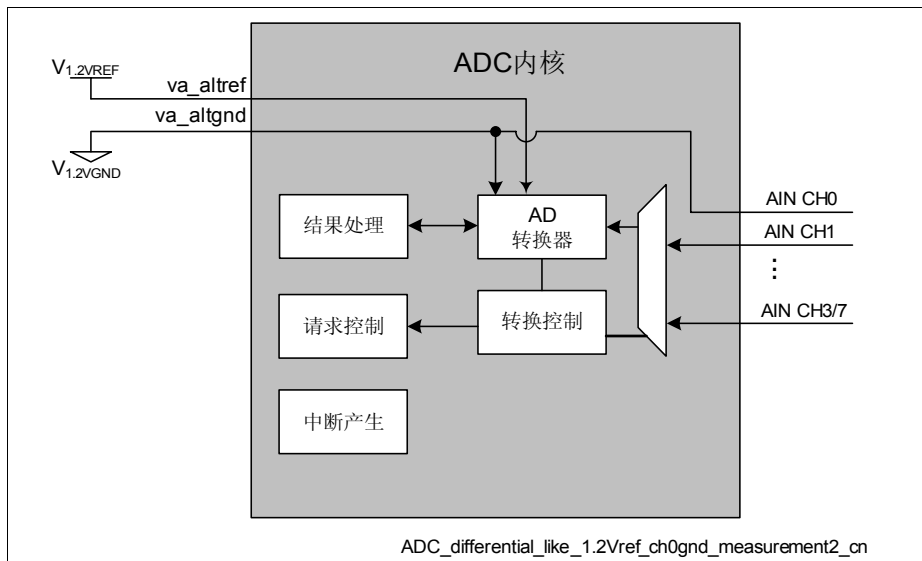 ADC内核
V1.2VREF
va_altref
va_altgnd
V1.2VGND
AIN CH0
结果处理
AD
转换器
AIN CH1
⋮
请求控制
转换控制
AIN CH3/7
中断产生
ADC_differential_like_1.2Vref_ch0gnd_measurement2_cn